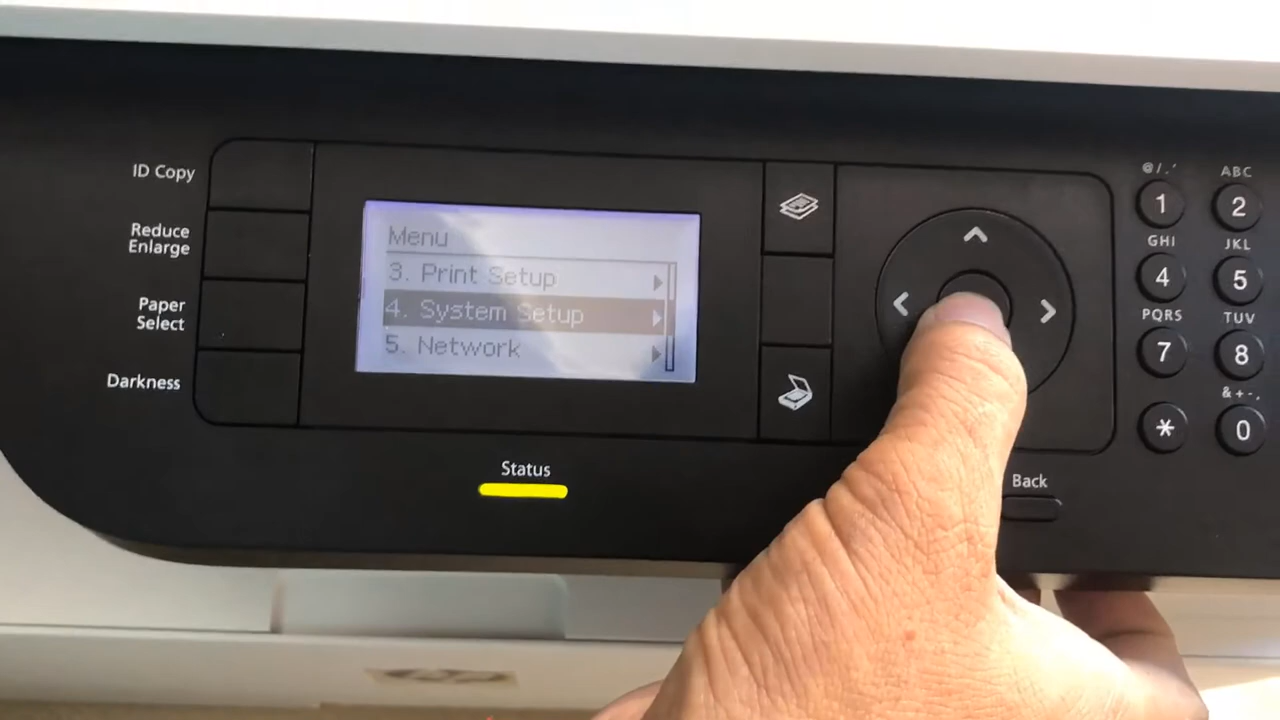 ID Copy
Reduce
Enlarge
Paper
Select
Darkness
Menu
3. Print Setup
4. System Setup
5. Network
Status
Back
@/.'
ABC
1
2
GHI
JKL
4
5
PQRS
TUV
7
8
&+-,
*
0